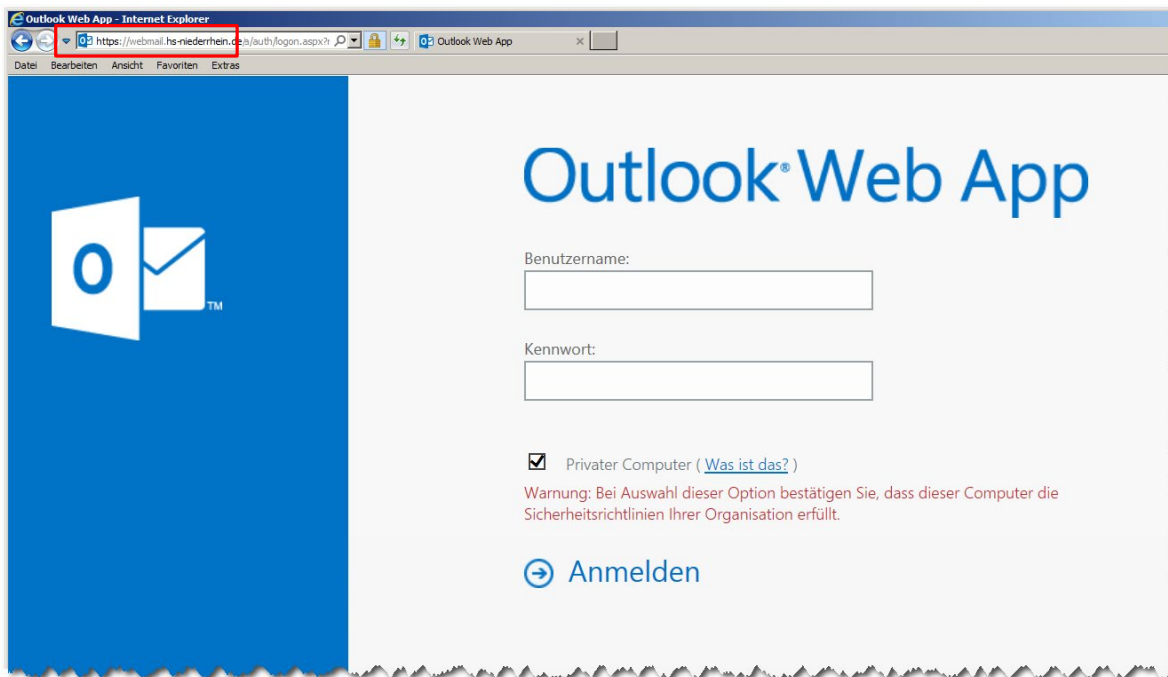 Outlook Web App - Internet Explorer
https://webmail.hs-niederrhein.de/a/auth/logon.aspx?r
Outlook Web App
Datei Bearbeiten Ansicht Favoriten Extras
Outlook® Web App
O
TM
Benutzername:
Kennwort:
Privater Computer ( Was ist das? )
Warnung: Bei Auswahl dieser Option bestätigen Sie, dass dieser Computer die
Sicherheitsrichtlinien Ihrer Organisation erfüllt.
Anmelden